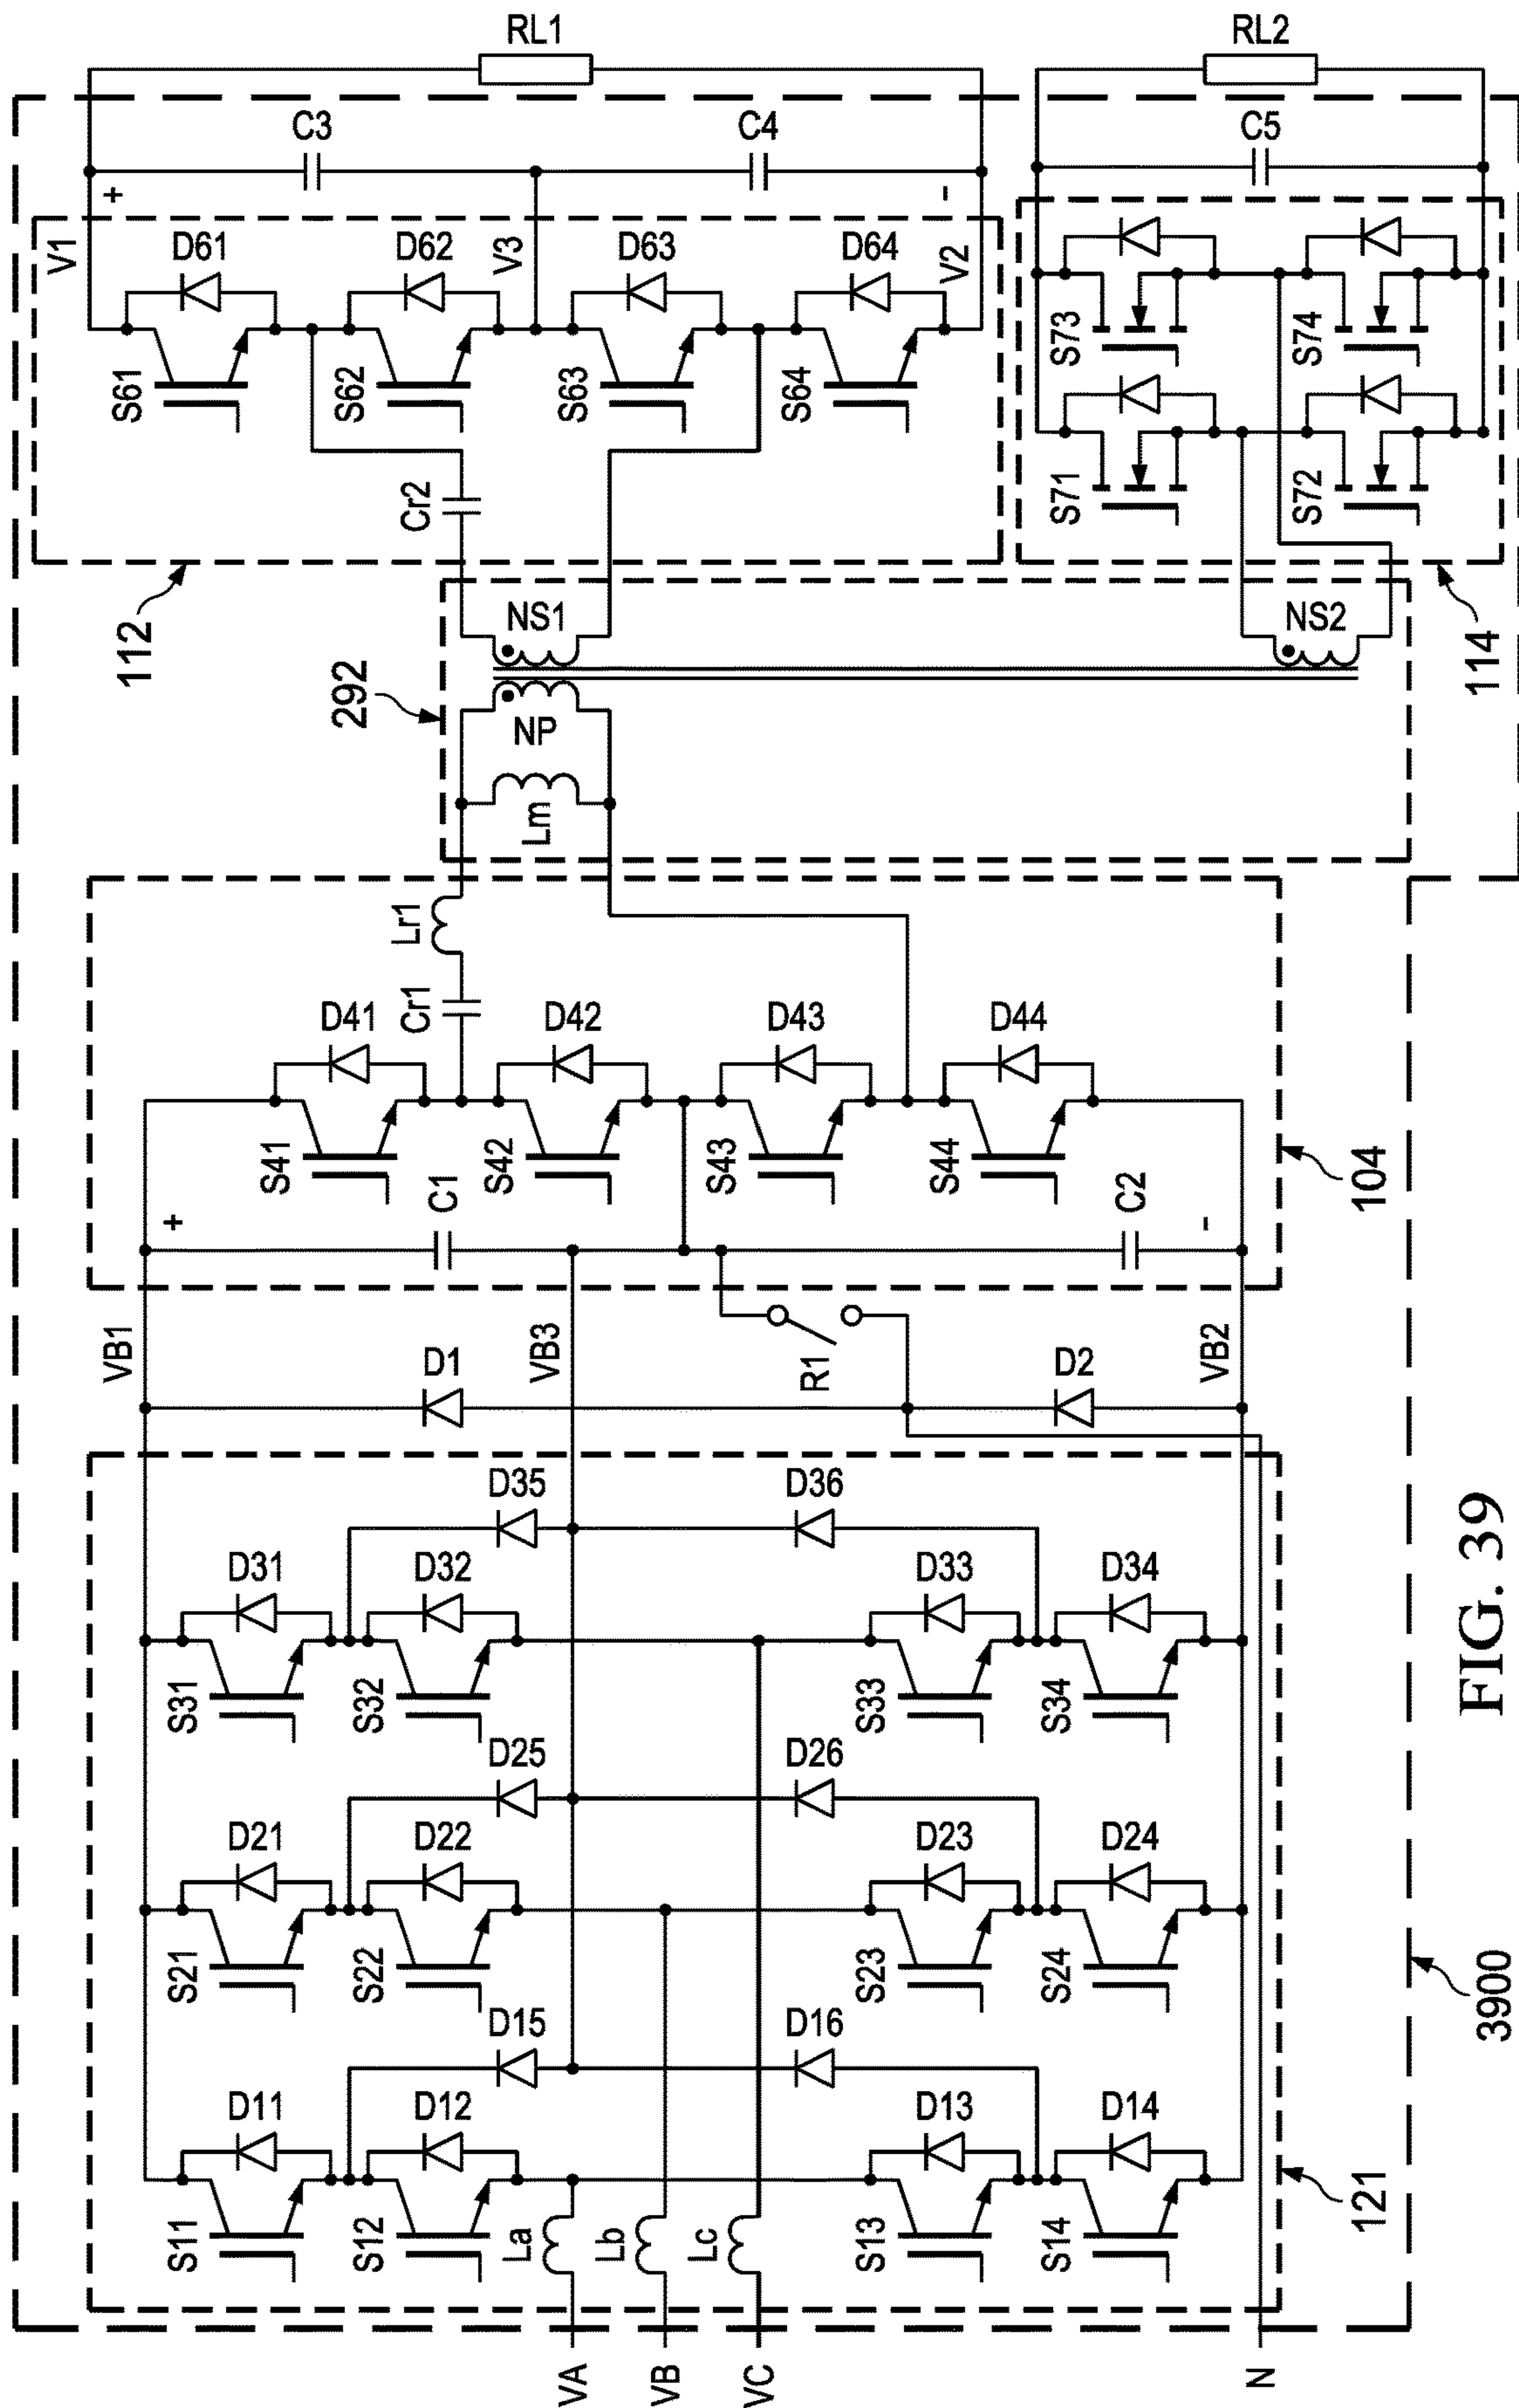 RL1
RL2
C3
C4
C5
+
-
V1
D61
D62
V3
D63
D64
V2
S61
S62
S63
S64
S73
S74
S71
S72
Cr2
112
114
NS1
NS2
292
NP
Lm
Lr1
Cr1
D41
D42
D43
D44
S41
S42
S43
S44
C1
C2
+
-
104
VB1
VB3
VB2
R1
D1
D2
D35
D36
D31
D32
D33
D34
S31
S32
S33
S34
D25
D26
D21
D22
D23
D24
S21
S22
S23
S24
D15
D16
D11
D12
D13
D14
S11
S12
S13
S14
La
Lb
Lc
121
3900
VA
VB
VC
N
FIG. 39